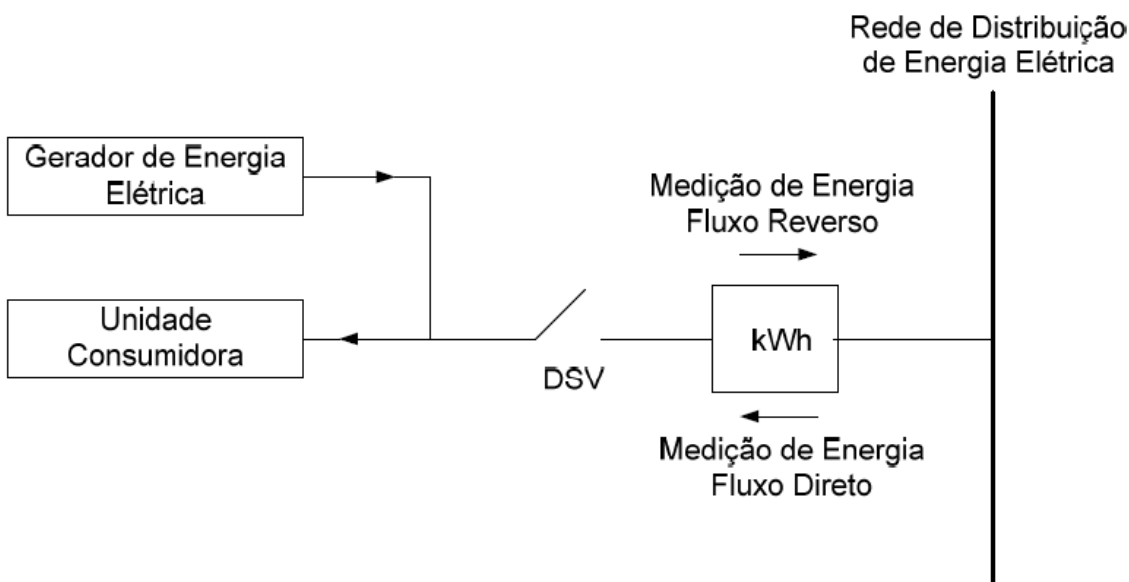 Rede de Distribuição
de Energia Elétrica
Gerador de Energia
Elétrica
Medição de Energia
Fluxo Reverso
Unidade
Consumidora
DSV
kWh
Medição de Energia
Fluxo Direto